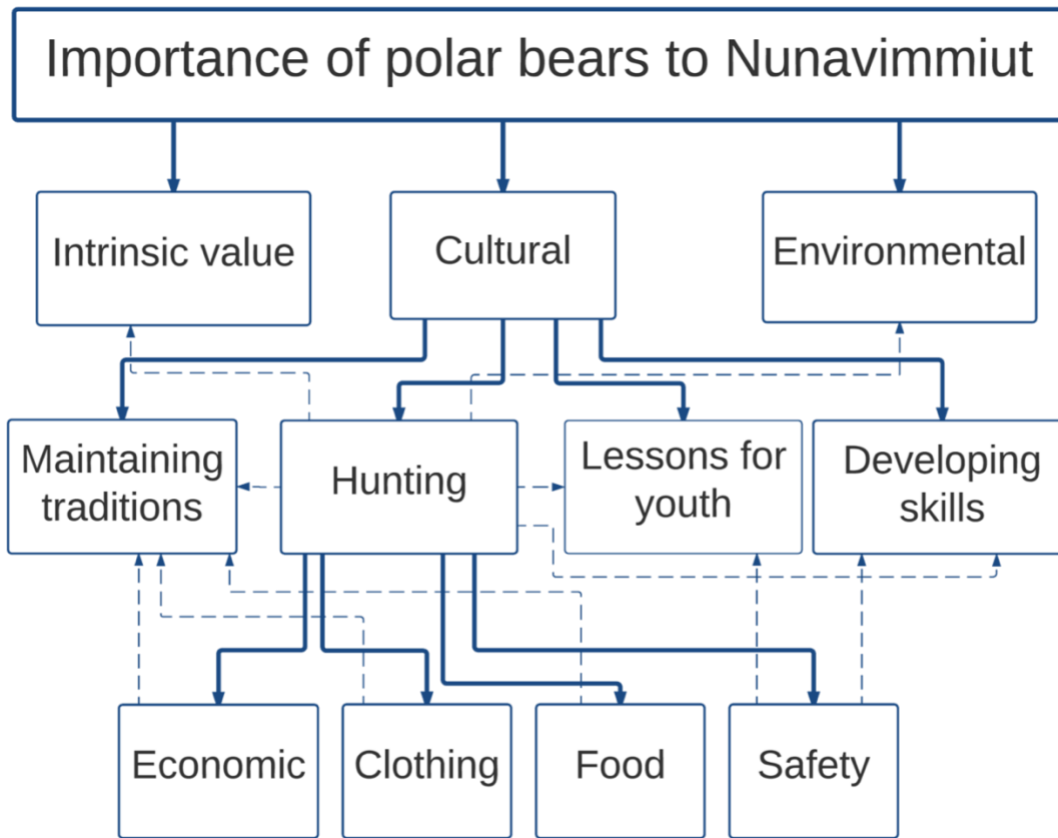 Importance of polar bears to Nunavimmiut
Intrinsic value
Cultural
Environmental
Maintaining
traditions
Hunting
Lessons for
youth
Developing
skills
Economic
Clothing
Food
Safety